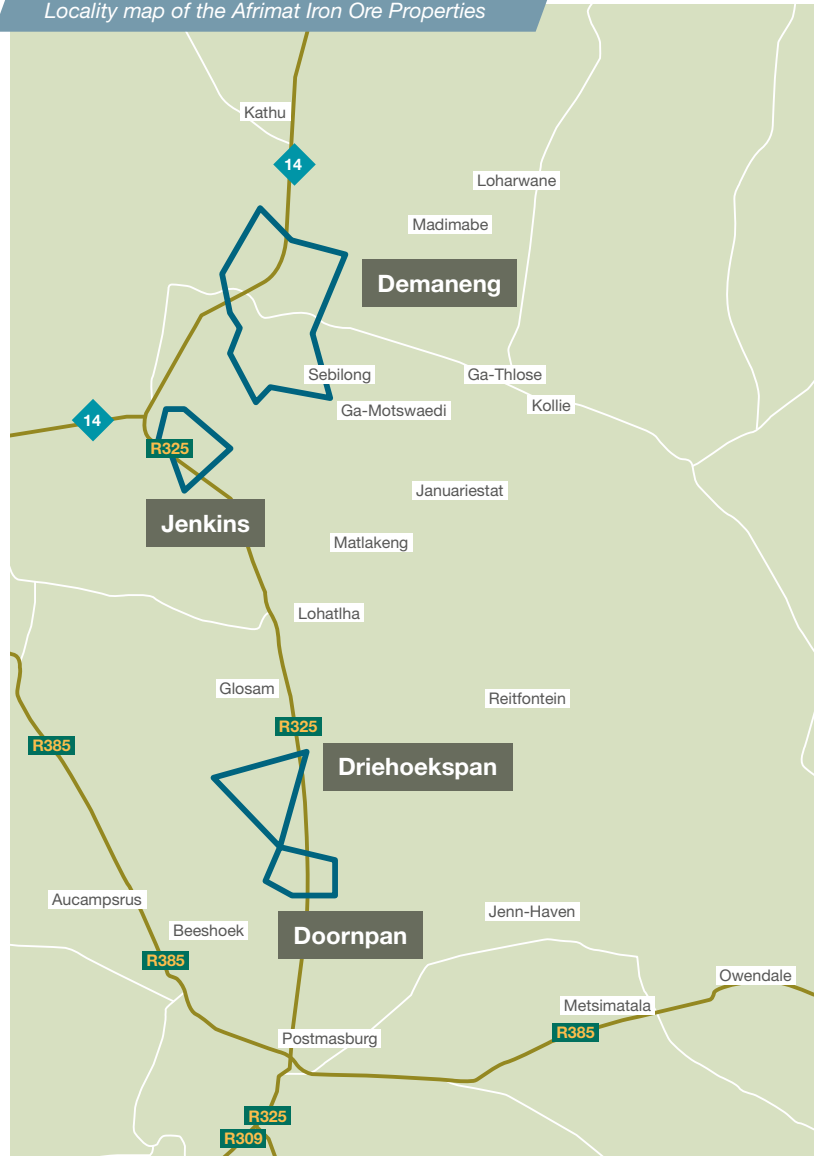 Locality map of the Afrimat Iron Ore Properties
Kathu
14
Loharwane
Madimabe
Demaneng
Sebilong
Ga-Thlose
Ga-Motswaedi
Kollie
14
R325
Januariestat
Jenkins
Matlakeng
Lohatlha
Glosam
Reitfontein
R325
R385
Driehoekspan
Aucampsrus
Jenn-Haven
Beeshoek
Doornpan
R385
Owendale
Metsimatala
R385
Postmasburg
R325
R309